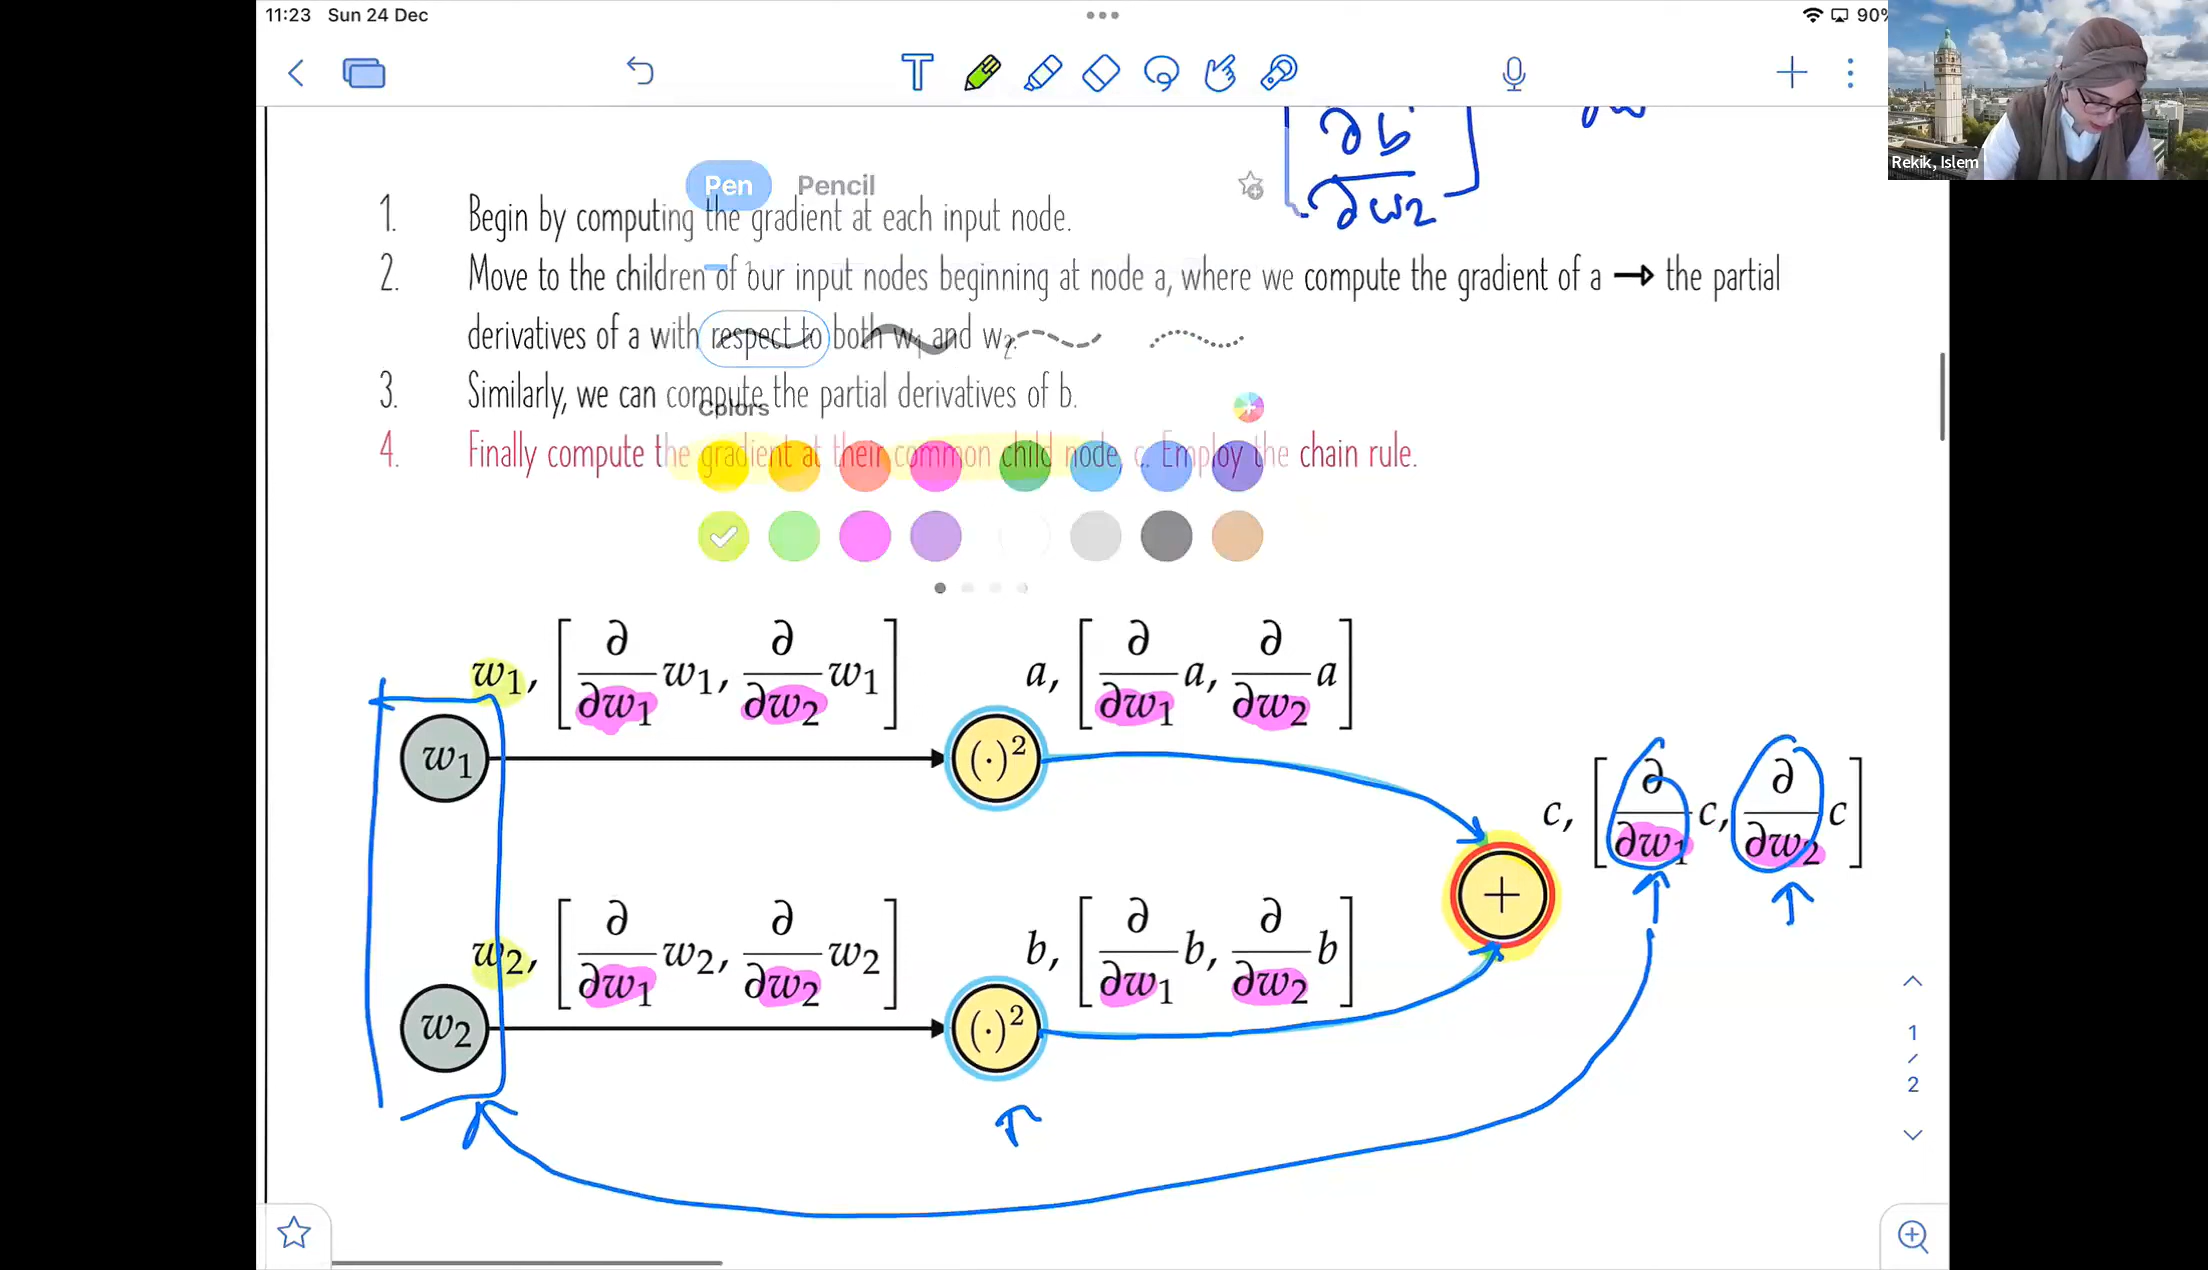 11:23 Sun 24 Dec
90%
Rekik, Islem
∂b
∂w2
Pen Pencil
1. Begin by computing the gradient at each input node.
2. Move to the children of our input nodes beginning at node a, where we compute the gradient of a → the partial
derivatives of a with respect to both w1 and w2.
3. Similarly, we can compute the partial derivatives of b.
Colors
4. Finally compute the gradient at their common child node, c. Employ the chain rule.
w1, [∂/∂w1 w1, ∂/∂w2 w1]
a, [∂/∂w1 a, ∂/∂w2 a]
w1
(·)²
c, [∂/∂w1 c, ∂/∂w2 c]
+
w2, [∂/∂w1 w2, ∂/∂w2 w2]
b, [∂/∂w1 b, ∂/∂w2 b]
w2
(·)²
1
/
2